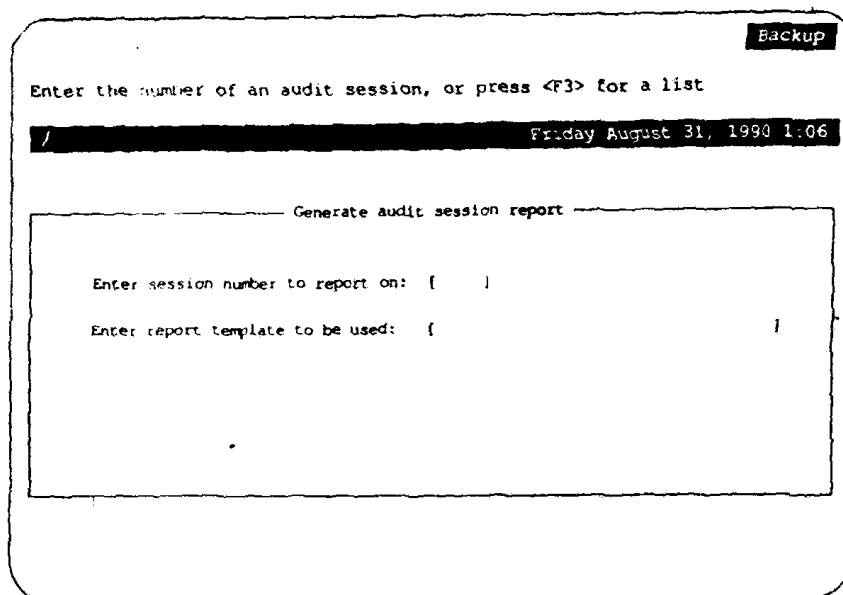 Backup
Enter the number of an audit session, or press <F3> for a list
/ Friday August 31, 1990 1:06
Generate audit session report
Enter session number to report on: [ ]
Enter report template to be used: [ ]